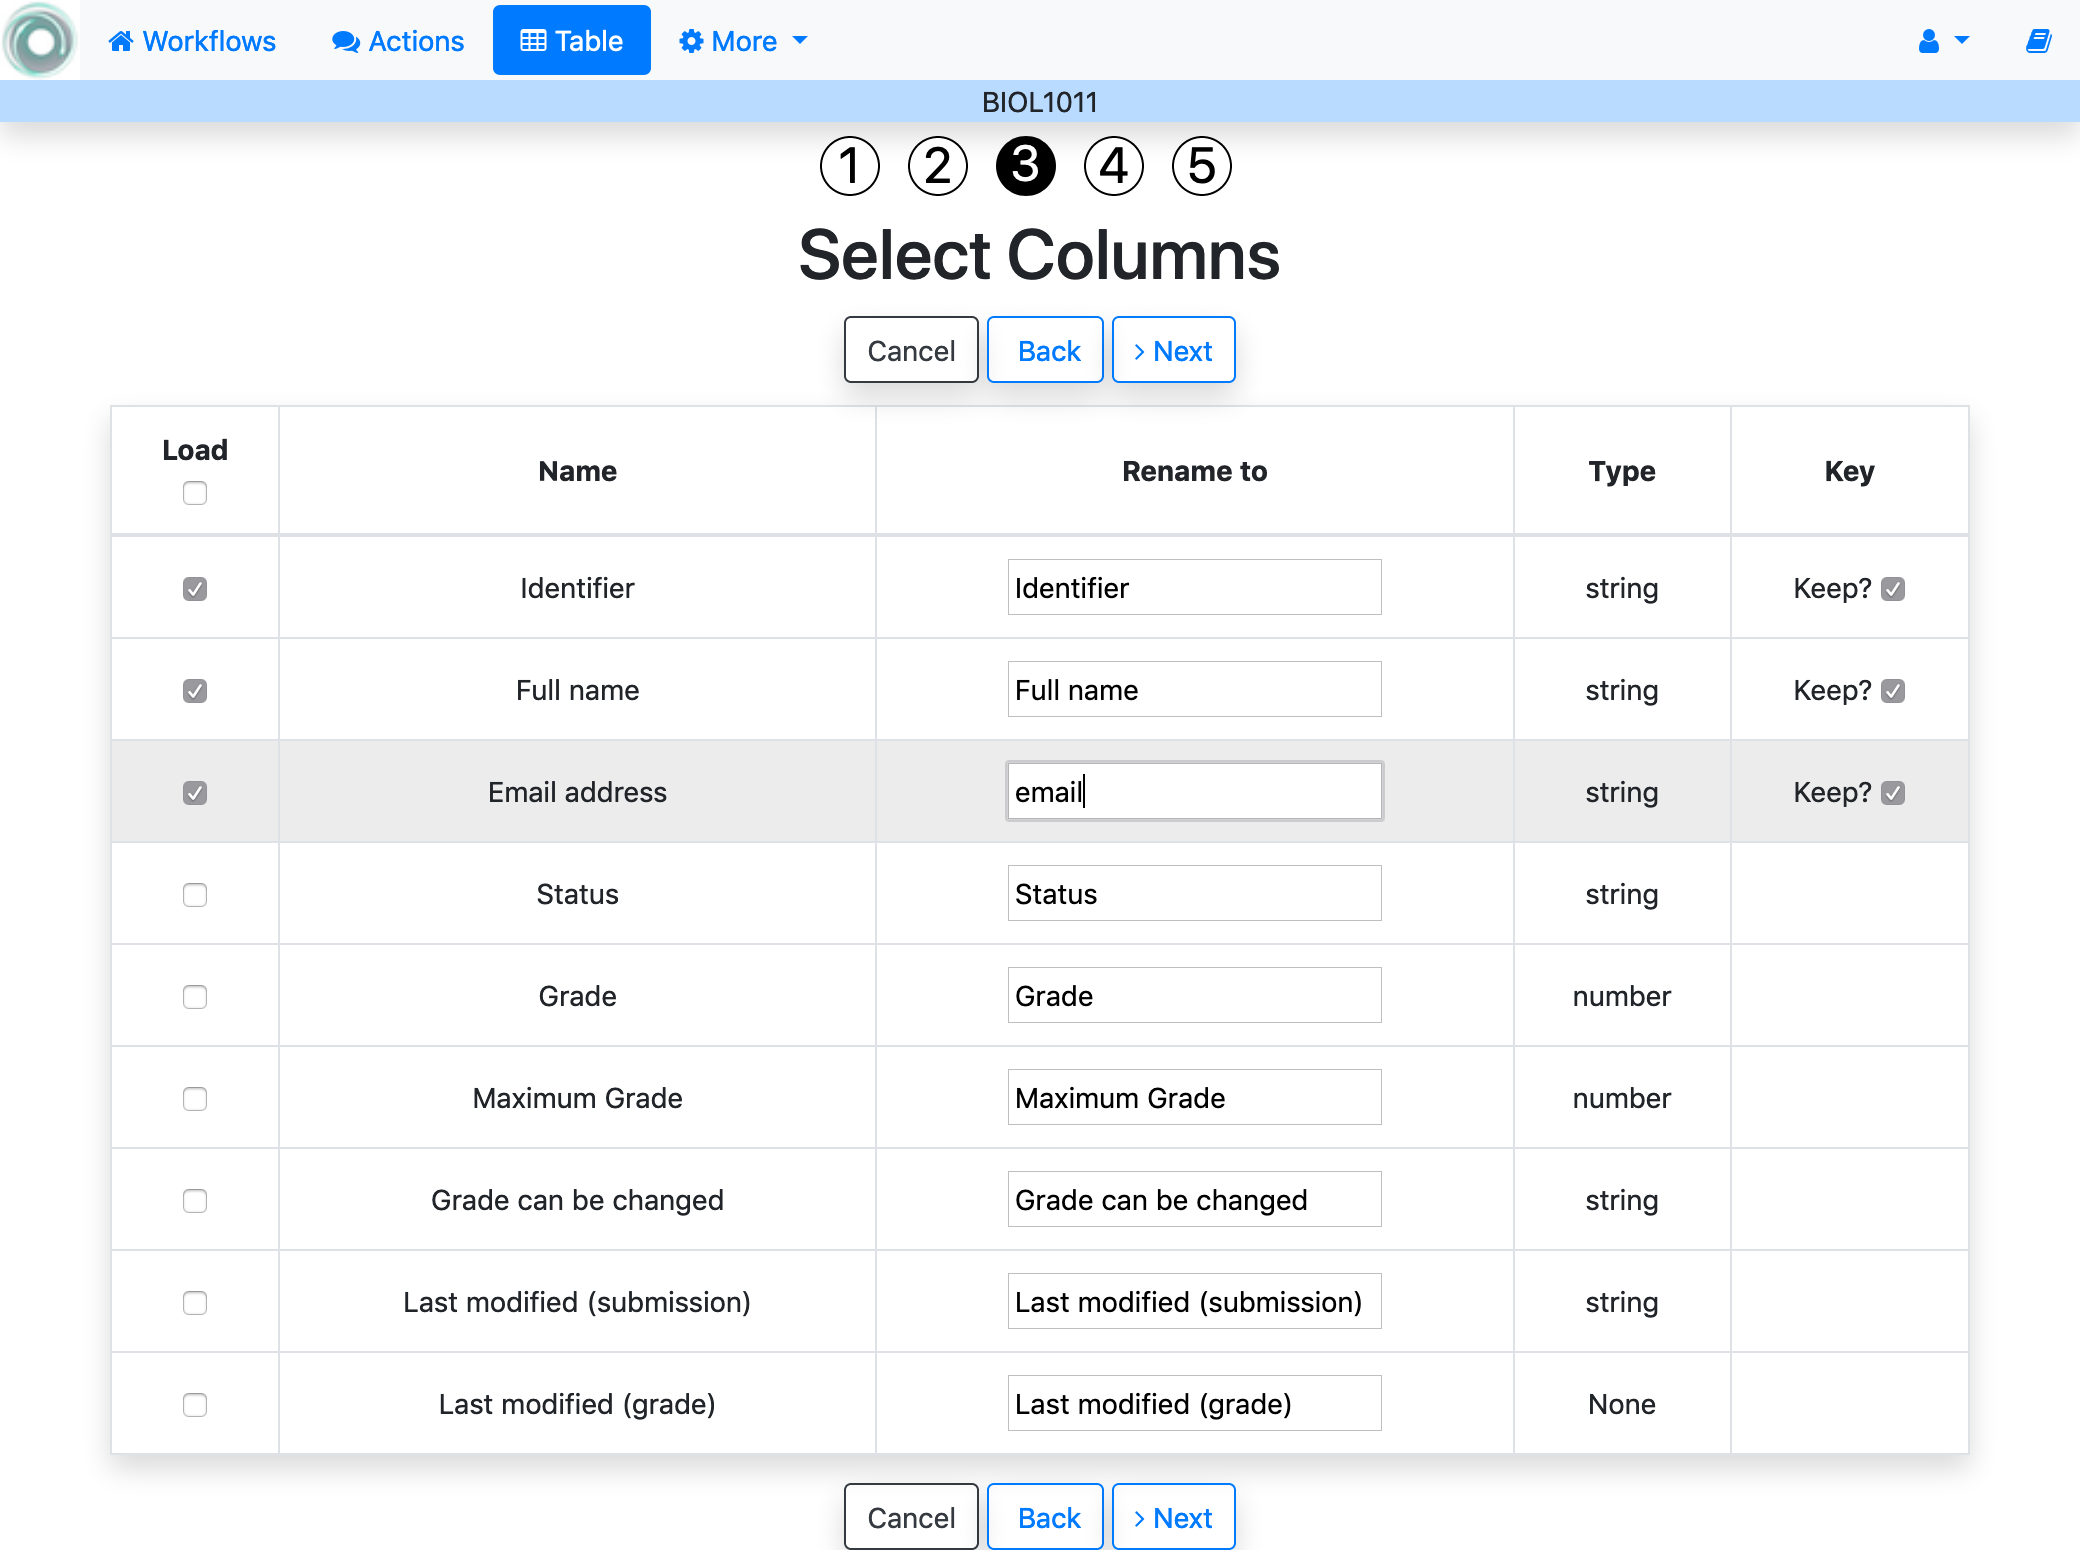 Workflows Actions Table More
BIOL1011
1 2 3 4 5
Select Columns
Cancel Back > Next
Load Name Rename to Type Key
Identifier Identifier string Keep?
Full name Full name string Keep?
Email address email string Keep?
Status Status string
Grade Grade number
Maximum Grade Maximum Grade number
Grade can be changed Grade can be changed string
Last modified (submission) Last modified (submission) string
Last modified (grade) Last modified (grade) None
Cancel Back > Next